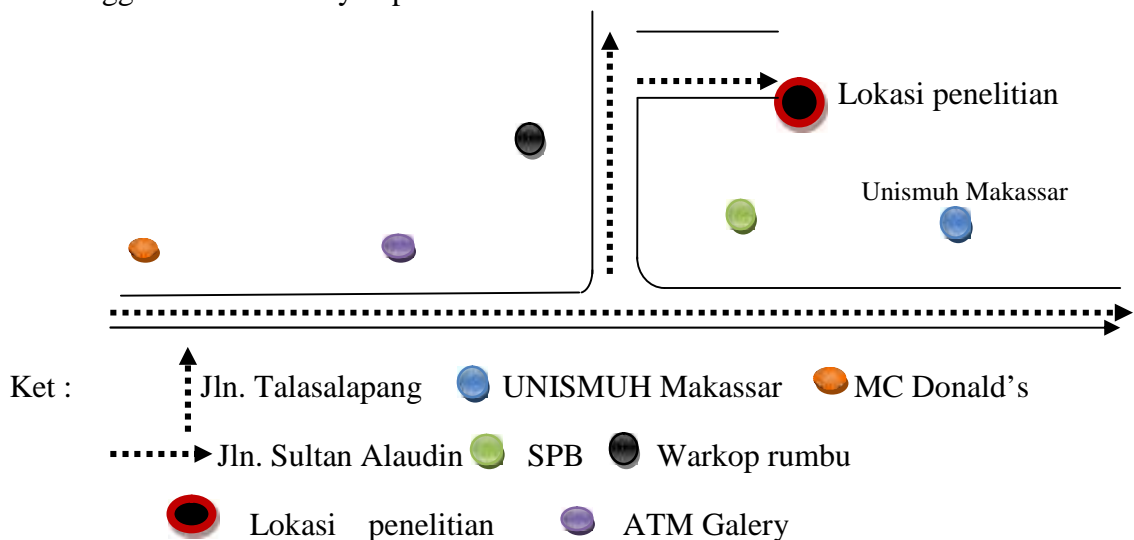 Lokasi penelitian
Unismuh Makassar
Ket :
Jln. Talasalapang UNISMUH Makassar MC Donald’s
Jln. Sultan Alaudin SPB Warkop rumbu
Lokasi penelitian ATM Galery